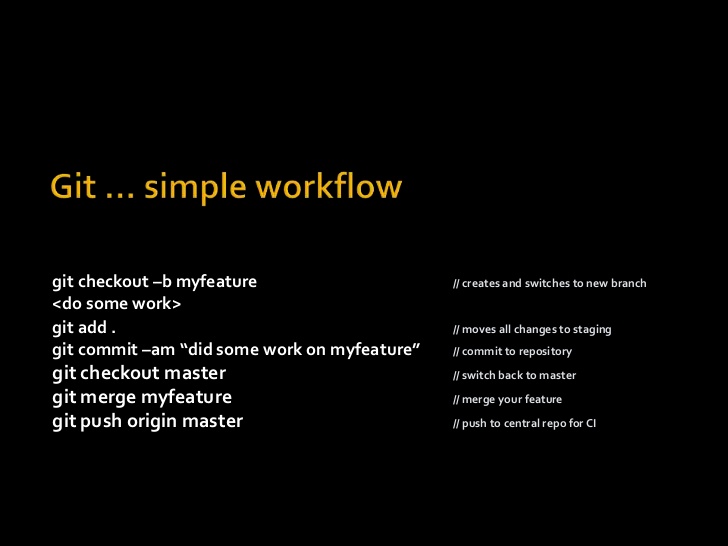 Git ... simple workflow
git checkout –b myfeature // creates and switches to new branch
<do some work>
git add . // moves all changes to staging
git commit –am “did some work on myfeature” // commit to repository
git checkout master // switch back to master
git merge myfeature // merge your feature
git push origin master // push to central repo for CI